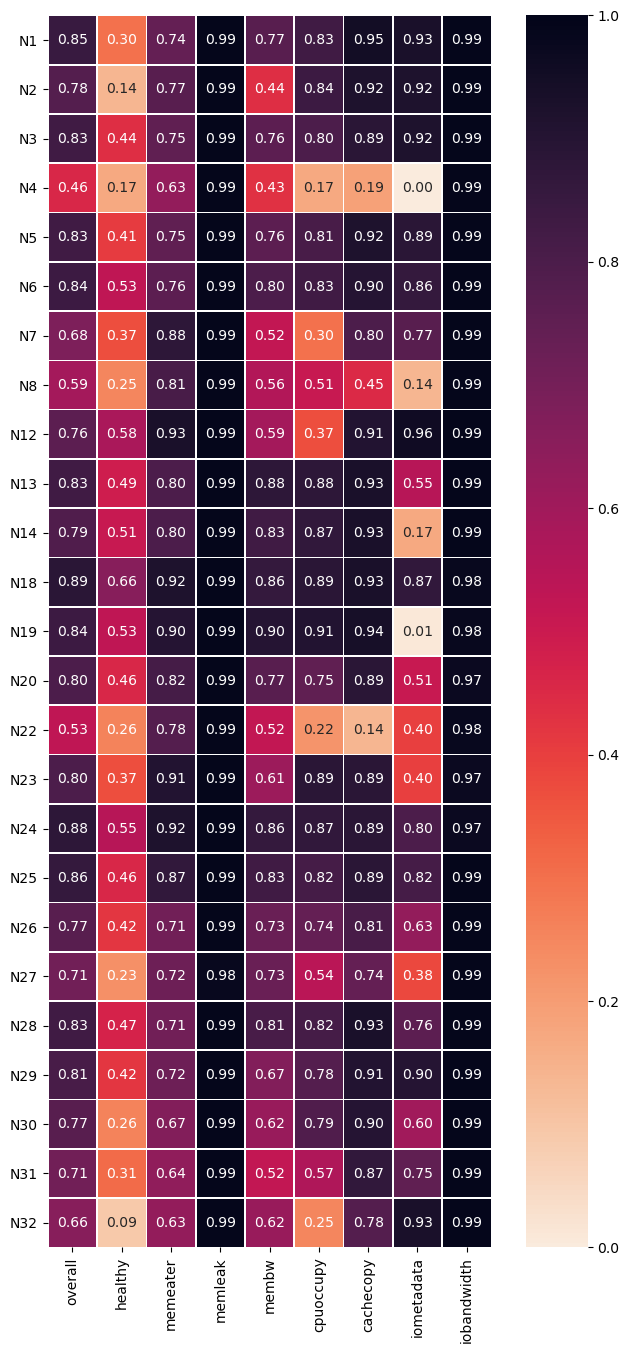 N1 0.85 0.30 0.74 0.99 0.77 0.83 0.95 0.93 0.99
N2 0.78 0.14 0.77 0.99 0.44 0.84 0.92 0.92 0.99
N3 0.83 0.44 0.75 0.99 0.76 0.80 0.89 0.92 0.99
N4 0.46 0.17 0.63 0.99 0.43 0.17 0.19 0.00 0.99
N5 0.83 0.41 0.75 0.99 0.76 0.81 0.92 0.89 0.99
N6 0.84 0.53 0.76 0.99 0.80 0.83 0.90 0.86 0.99
N7 0.68 0.37 0.88 0.99 0.52 0.30 0.80 0.77 0.99
N8 0.59 0.25 0.81 0.99 0.56 0.51 0.45 0.14 0.99
N12 0.76 0.58 0.93 0.99 0.59 0.37 0.91 0.96 0.99
N13 0.83 0.49 0.80 0.99 0.88 0.88 0.93 0.55 0.99
N14 0.79 0.51 0.80 0.99 0.83 0.87 0.93 0.17 0.99
N18 0.89 0.66 0.92 0.99 0.86 0.89 0.93 0.87 0.98
N19 0.84 0.53 0.90 0.99 0.90 0.91 0.94 0.01 0.98
N20 0.80 0.46 0.82 0.99 0.77 0.75 0.89 0.51 0.97
N22 0.53 0.26 0.78 0.99 0.52 0.22 0.14 0.40 0.98
N23 0.80 0.37 0.91 0.99 0.61 0.89 0.89 0.40 0.97
N24 0.88 0.55 0.92 0.99 0.86 0.87 0.89 0.80 0.97
N25 0.86 0.46 0.87 0.99 0.83 0.82 0.89 0.82 0.99
N26 0.77 0.42 0.71 0.99 0.73 0.74 0.81 0.63 0.99
N27 0.71 0.23 0.72 0.98 0.73 0.54 0.74 0.38 0.99
N28 0.83 0.47 0.71 0.99 0.81 0.82 0.93 0.76 0.99
N29 0.81 0.42 0.72 0.99 0.67 0.78 0.91 0.90 0.99
N30 0.77 0.26 0.67 0.99 0.62 0.79 0.90 0.60 0.99
N31 0.71 0.31 0.64 0.99 0.52 0.57 0.87 0.75 0.99
N32 0.66 0.09 0.63 0.99 0.62 0.25 0.78 0.93 0.99
overall healthy memeater memleak membw cpuoccupy cachecopy iometadata iobandwidth
1.0
0.8
0.6
0.4
0.2
0.0